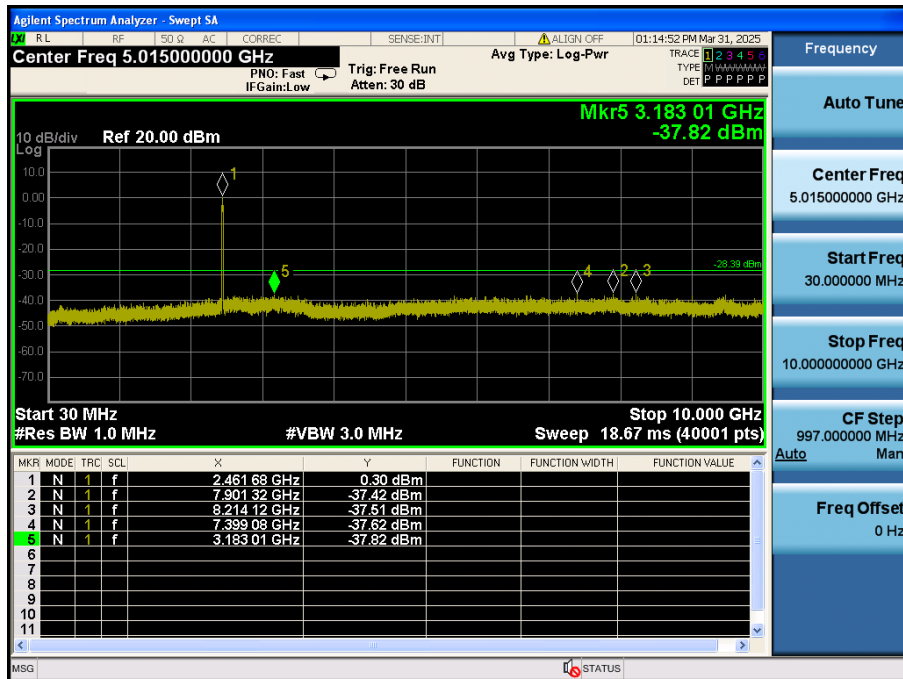 Agilent Spectrum Analyzer - Swept SA
LXI RL RF 50 Ω AC CORREC SENSE:INT ALIGN OFF 01:14:52 PM Mar 31, 2025
Center Freq 5.015000000 GHz
PNO: Fast
IFGain:Low
Trig: Free Run
Atten: 30 dB
Avg Type: Log-Pwr
TRACE 1 2 3 4 5 6
TYPE M W W W W W
DET P P P P P P
Mkr5 3.183 01 GHz
-37.82 dBm
10 dB/div Ref 20.00 dBm
Log
10.0
0.00
-10.0
-20.0
-30.0
-40.0
-50.0
-60.0
-70.0
1
5
4
2
3
-28.39 dBm
Start 30 MHz Stop 10.000 GHz
#Res BW 1.0 MHz #VBW 3.0 MHz Sweep 18.67 ms (40001 pts)
MKR MODE TRC SCL X Y FUNCTION FUNCTION WIDTH FUNCTION VALUE
1 N 1 f 2.461 68 GHz 0.30 dBm
2 N 1 f 7.901 32 GHz -37.42 dBm
3 N 1 f 8.214 12 GHz -37.51 dBm
4 N 1 f 7.399 08 GHz -37.62 dBm
5 N 1 f 3.183 01 GHz -37.82 dBm
6
7
8
9
10
11
MSG STATUS
Frequency
Auto Tune
Center Freq
5.015000000 GHz
Start Freq
30.000000 MHz
Stop Freq
10.000000000 GHz
CF Step
997.000000 MHz
Auto Man
Freq Offset
0 Hz